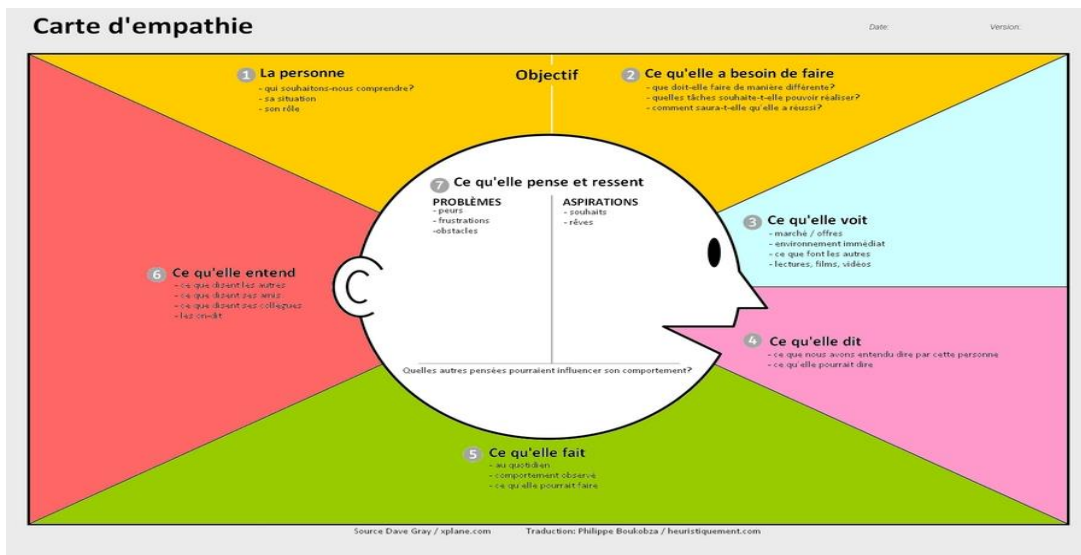 Carte d'empathie
Date:
Version:
Objectif
1 La personne
- qui souhaitons-nous comprendre?
- sa situation
- son rôle
2 Ce qu'elle a besoin de faire
- que doit-elle faire de manière différente?
- quelles tâches souhaite-t-elle pouvoir réaliser?
- comment saura-t-elle qu'elle a réussi?
3 Ce qu'elle voit
- marché / offres
- environnement immédiat
- ce que font les autres
- lectures, films, vidéos
4 Ce qu'elle dit
- ce que nous avons entendu dire par cette personne
- ce qu'elle pourrait dire
5 Ce qu'elle fait
- au quotidien
- comportement observé
- ce qu'elle pourrait faire
6 Ce qu'elle entend
- ce que disent les autres
- ce que disent ses amis
- ce que disent ses collègues
- les on-dit
7 Ce qu'elle pense et ressent
PROBLÈMES
- peurs
- frustrations
-obstacles
ASPIRATIONS
- souhaits
- rêves
Quelles autres pensées pourraient influencer son comportement?
Source Dave Gray / xplane.com
Traduction: Philippe Boukobza / heuristiquement.com